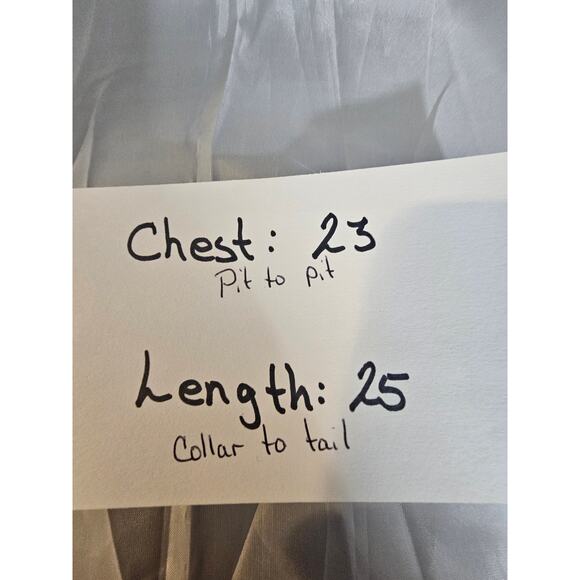 Chest: 23
Pit to pit
Length: 25
Collar to tail